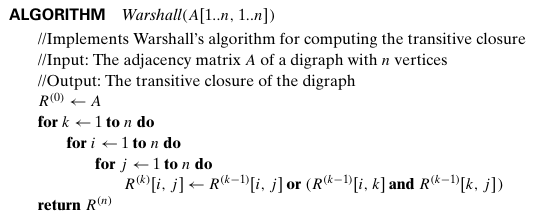 ALGORITHM Warshall(A[1..n, 1..n])
//Implements Warshall's algorithm for computing the transitive closure
//Input: The adjacency matrix A of a digraph with n vertices
//Output: The transitive closure of the digraph
R^(0) ← A
for k ← 1 to n do
for i ← 1 to n do
for j ← 1 to n do
R^(k)[i, j] ← R^(k−1)[i, j] or (R^(k−1)[i, k] and R^(k−1)[k, j])
return R^(n)